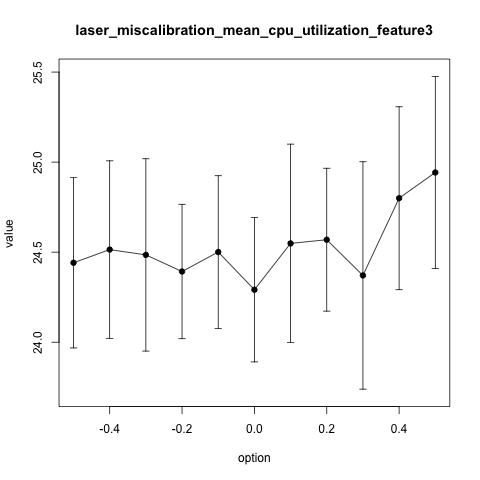 laser_miscalibration_mean_cpu_utilization_feature3
value
25.5
25.0
24.5
24.0
-0.4 -0.2 0.0 0.2 0.4
option